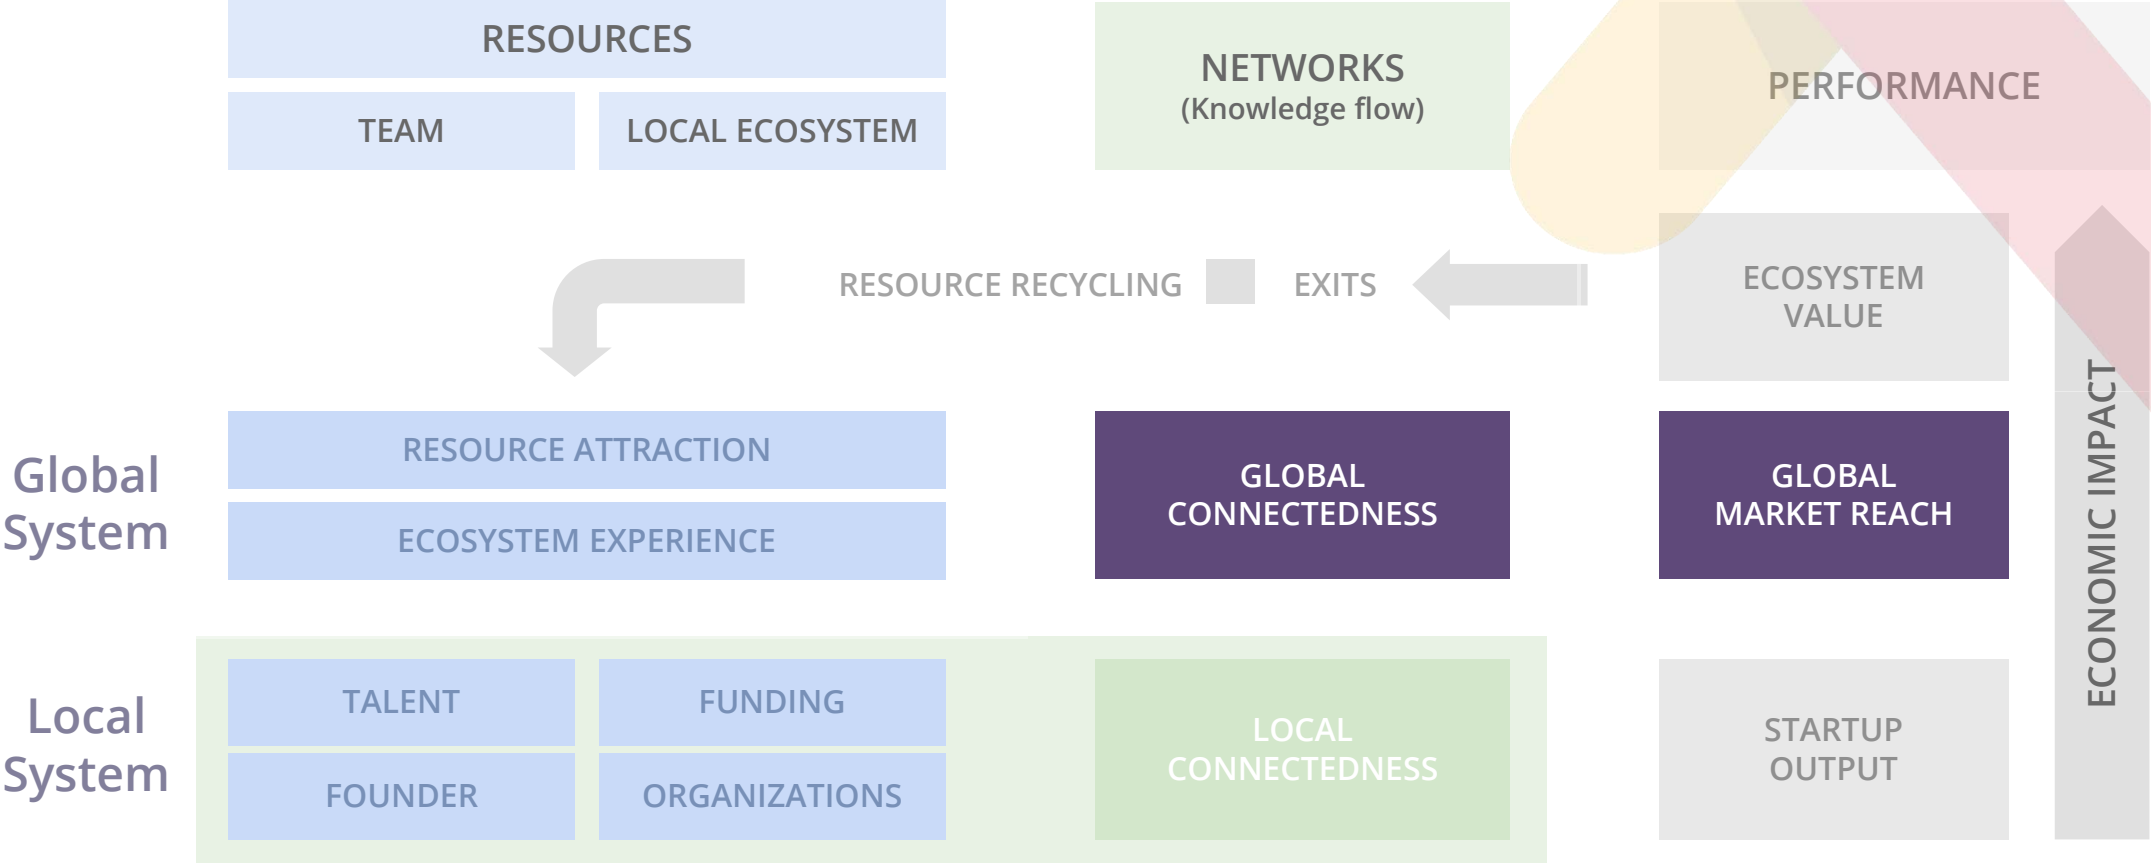 RESOURCES
TEAM
LOCAL ECOSYSTEM
NETWORKS
(Knowledge flow)
PERFORMANCE
RESOURCE RECYCLING
EXITS
ECOSYSTEM
VALUE
Global
System
RESOURCE ATTRACTION
ECOSYSTEM EXPERIENCE
GLOBAL
CONNECTEDNESS
GLOBAL
MARKET REACH
ECONOMIC IMPACT
Local
System
TALENT
FUNDING
FOUNDER
ORGANIZATIONS
LOCAL
CONNECTEDNESS
STARTUP
OUTPUT